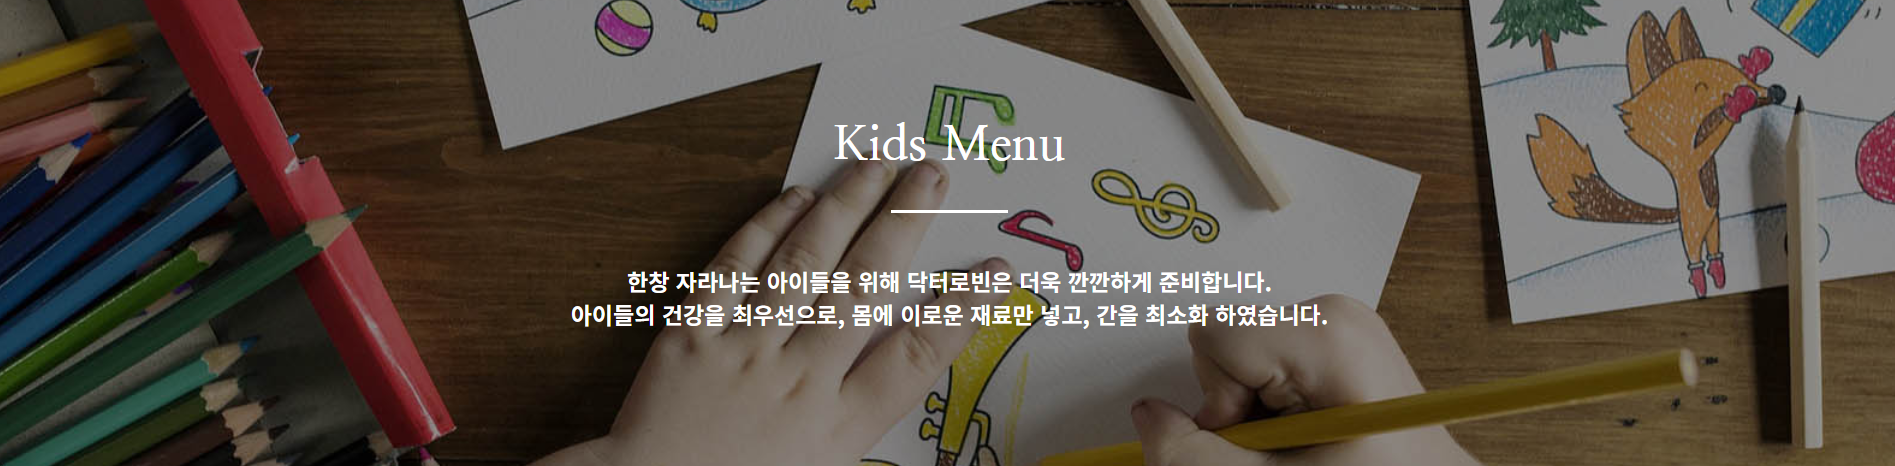 Kids Menu
한창 자라나는 아이들을 위해 닥터로빈은 더욱 깐깐하게 준비합니다.
아이들의 건강을 최우선으로, 몸에 이로운 재료만 넣고, 간을 최소화 하였습니다.